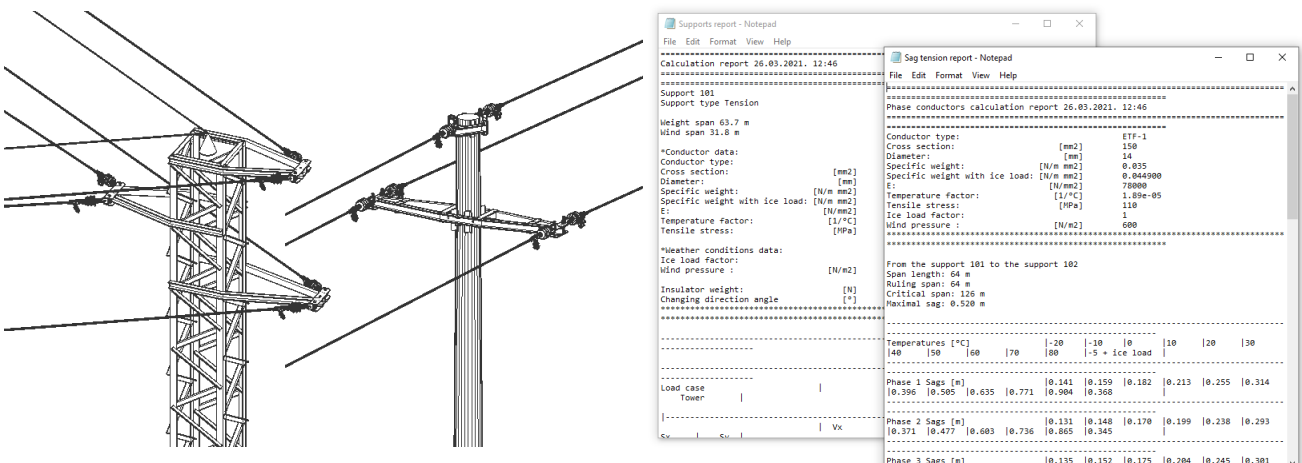 Supports report - Notepad
File Edit Format View Help
Calculation report 26.03.2021. 12:46
Support 101
Support type Tension
Weight span 63.7 m
Wind span 31.8 m
*Conductor data:
Conductor type:
Cross section: [mm2]
Diameter: [mm]
Specific weight: [N/m mm2]
Specific weight with ice load: [N/m mm2]
E: [N/mm2]
Temperature factor: [1/°C]
Tensile stress: [MPa]
*Weather conditions data:
Ice load factor:
Wind pressure : [N/m2]
Insulator weight: [N]
Changing direction angle [°]
Load case |
Tower |
| Vx
Sx | Sy |
Sag tension report - Notepad
File Edit Format View Help
Phase conductors calculation report 26.03.2021. 12:46
Conductor type: ETF-1
Cross section: [mm2] 150
Diameter: [mm] 14
Specific weight: [N/m mm2] 0.035
Specific weight with ice load: [N/m mm2] 0.044900
E: [N/mm2] 78000
Temperature factor: [1/°C] 1.89e-05
Tensile stress: [MPa] 110
Ice load factor: 1
Wind pressure : [N/m2] 600
From the support 101 to the support 102
Span length: 64 m
Ruling span: 64 m
Critical span: 126 m
Maximal sag: 0.520 m
Temperatures [°C] |-20 |-10 |0 |10 |20 |30
|40 |50 |60 |70 |80 |-5 + ice load |
Phase 1 Sags [m] |0.141 |0.159 |0.182 |0.213 |0.255 |0.314
|0.396 |0.505 |0.635 |0.771 |0.904 |0.368 |
Phase 2 Sags [m] |0.131 |0.148 |0.170 |0.199 |0.238 |0.293
|0.371 |0.477 |0.603 |0.736 |0.865 |0.345 |
Phase 3 Sags [m] |0.135 |0.152 |0.175 |0.204 |0.245 |0.301